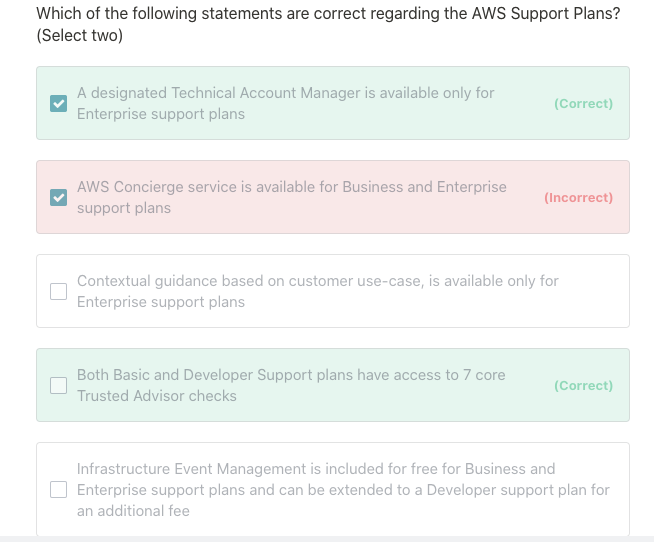 Which of the following statements are correct regarding the AWS Support Plans?
(Select two)
A designated Technical Account Manager is available only for
Enterprise support plans
(Correct)
AWS Concierge service is available for Business and Enterprise
support plans
(Incorrect)
Contextual guidance based on customer use-case, is available only for
Enterprise support plans
Both Basic and Developer Support plans have access to 7 core
Trusted Advisor checks
(Correct)
Infrastructure Event Management is included for free for Business and
Enterprise support plans and can be extended to a Developer support plan for
an additional fee